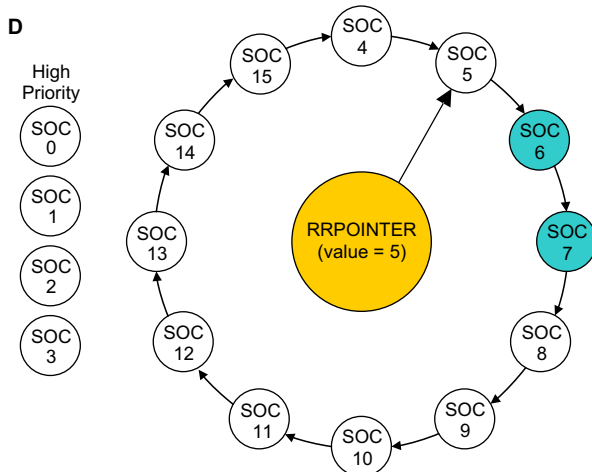 D
High
Priority
SOC
0
SOC
1
SOC
2
SOC
3
SOC
4
SOC
5
SOC
6
SOC
7
SOC
8
SOC
9
SOC
10
SOC
11
SOC
12
SOC
13
SOC
14
SOC
15
RRPOINTER
(value = 5)